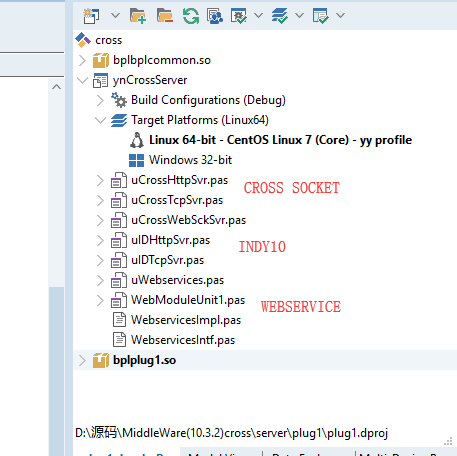 cross
bplbplcommon.so
ynCrossServer
Build Configurations (Debug)
Target Platforms (Linux64)
Linux 64-bit - CentOS Linux 7 (Core) - yy profile
Windows 32-bit
uCrossHttpSvr.pas
CROSS SOCKET
uCrossTcpSvr.pas
uCrossWebSckSvr.pas
uIDHttpSvr.pas
INDY10
uIDTcpSvr.pas
uWebservices.pas
WebModuleUnit1.pas
WEBSERVICE
WebservicesImpl.pas
WebservicesIntf.pas
bplplug1.so
D:\源码\MiddleWare(10.3.2)cross\server\plug1\plug1.dproj